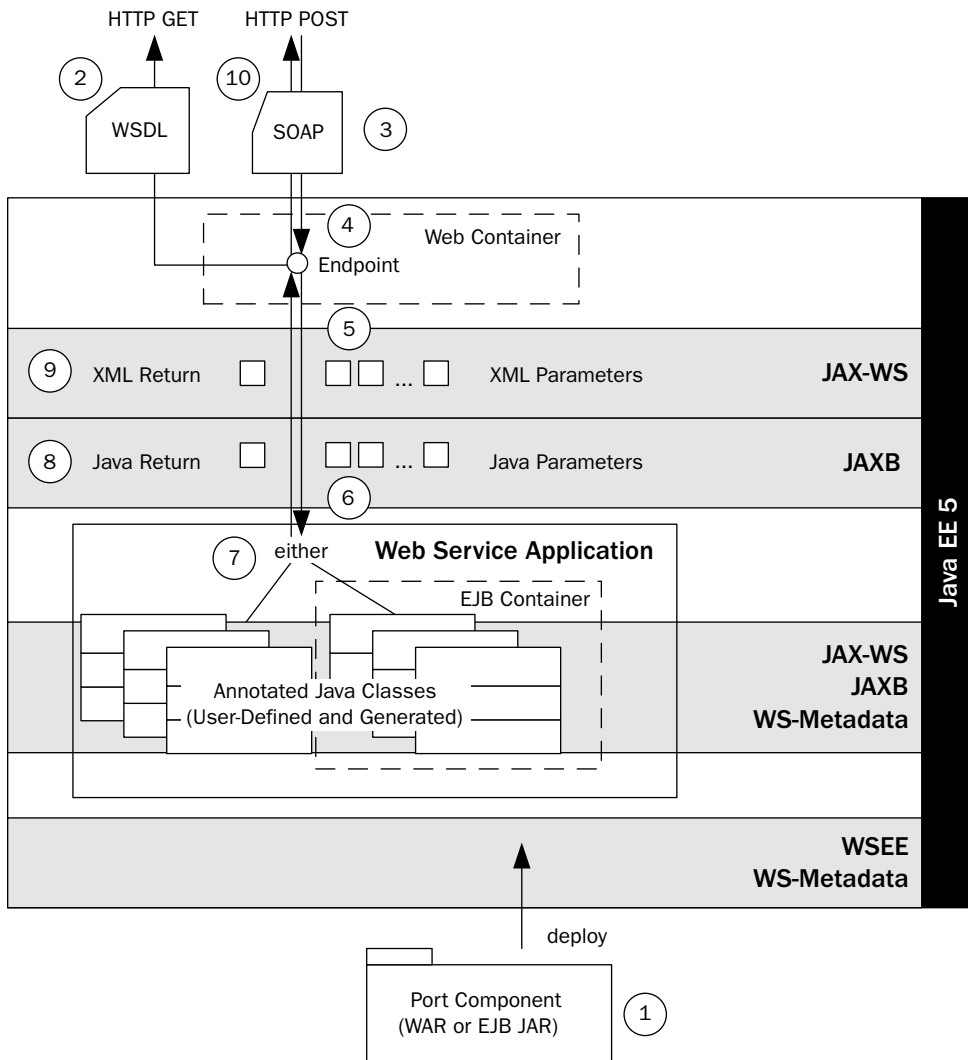 HTTP GET
HTTP POST
2
10
WSDL
SOAP
3
4
Web Container
Endpoint
5
9
XML Return
...
XML Parameters
JAX-WS
8
Java Return
...
Java Parameters
JAXB
6
7
either
Web Service Application
EJB Container
Java EE 5
JAX-WS
JAXB
WS-Metadata
Annotated Java Classes
(User-Defined and Generated)
WSEE
WS-Metadata
deploy
Port Component
(WAR or EJB JAR)
1